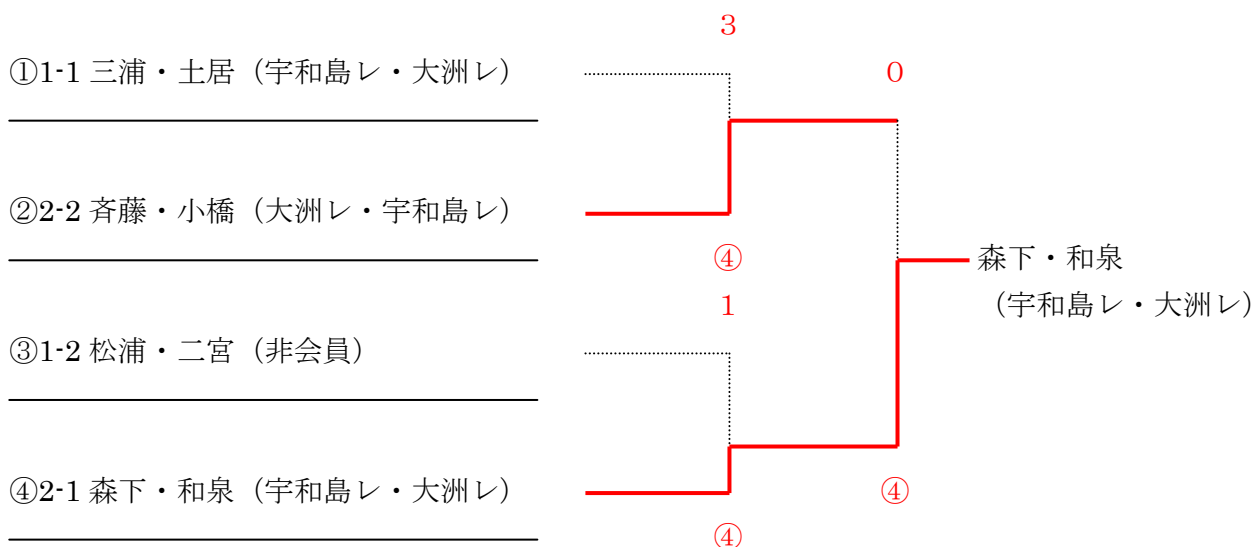 3
①1-1 三浦・土居（宇和島レ・大洲レ）
0
②2-2 斉藤・小橋（大洲レ・宇和島レ）
④
森下・和泉
（宇和島レ・大洲レ）
1
③1-2 松浦・二宮（非会員）
④2-1 森下・和泉（宇和島レ・大洲レ）
④
④